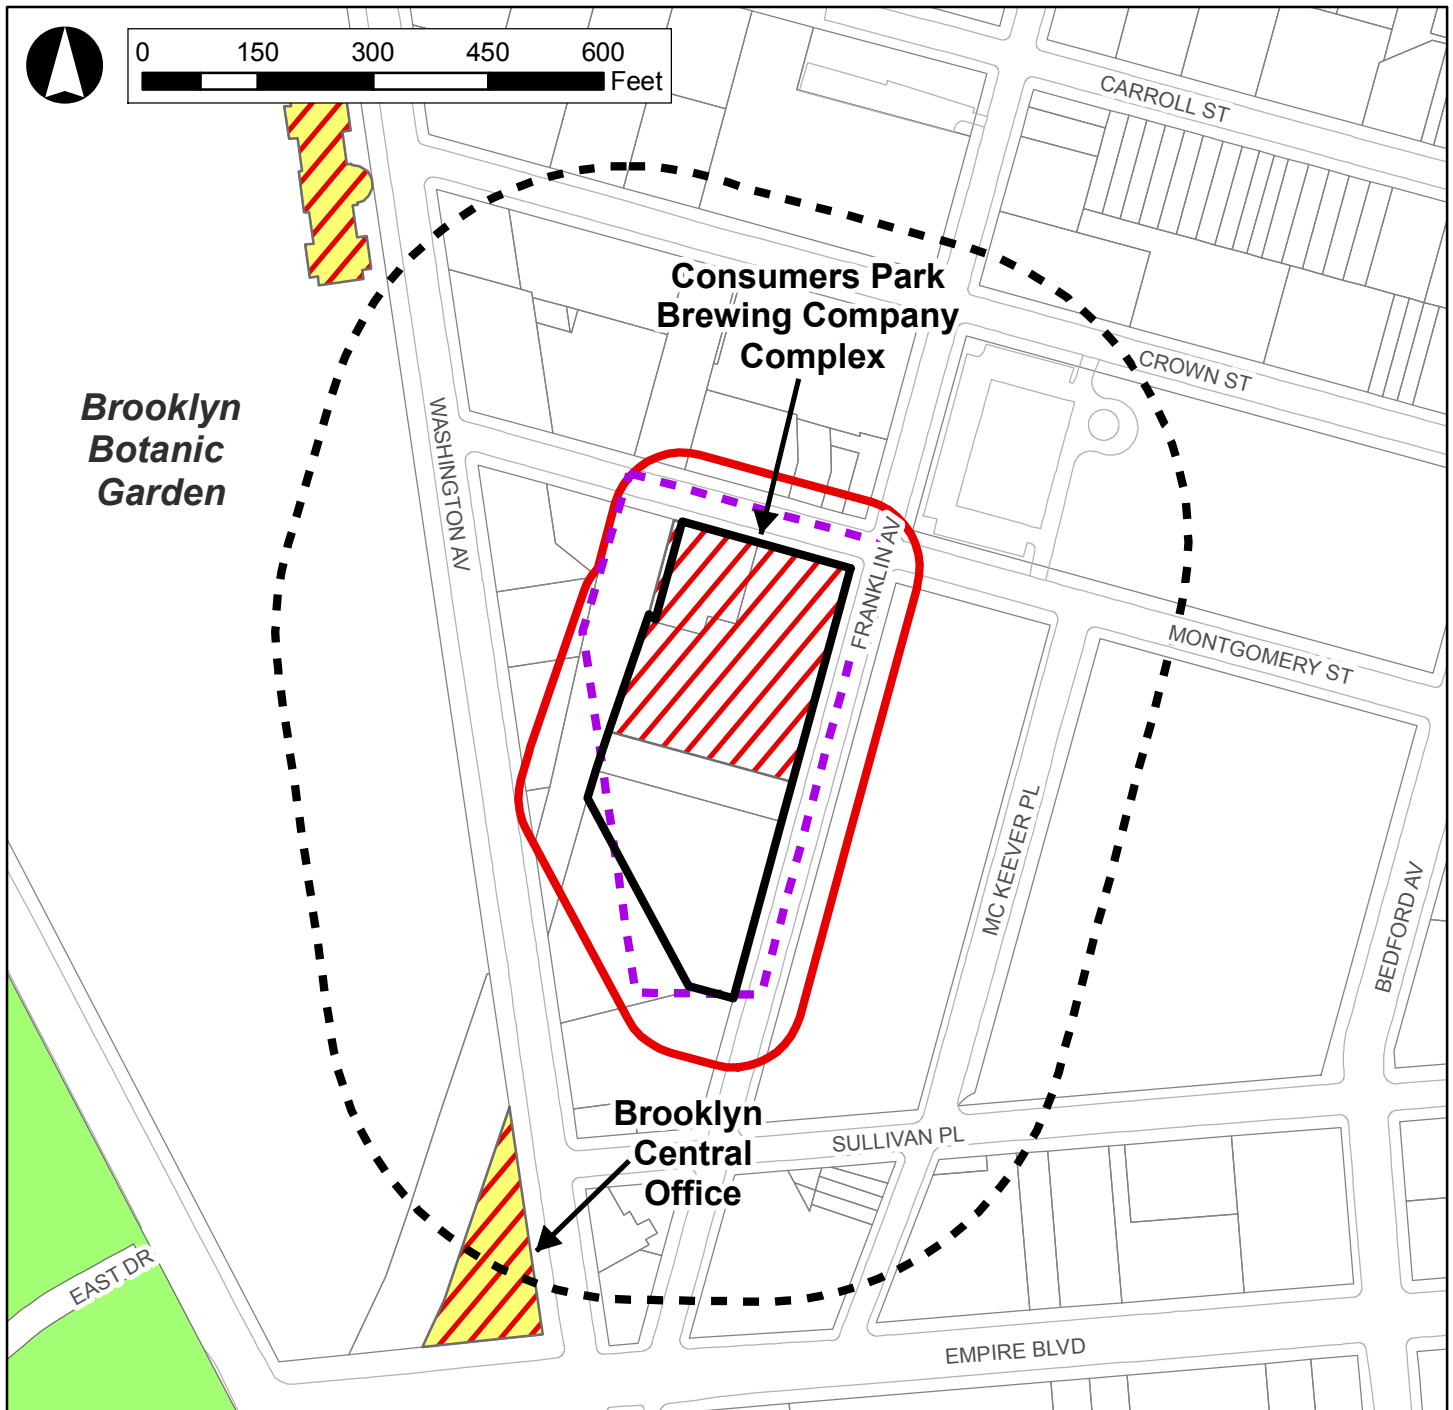 0 150 300 450 600
Feet
CARROLL ST
Consumers Park
Brewing Company
Complex
CROWN ST
Brooklyn
Botanic
Garden
WASHINGTON AV
FRANKLIN AV
MONTGOMERY ST
MC KEEVER PL
BEDFORD AV
Brooklyn
Central
Office
SULLIVAN PL
EAST DR
EMPIRE BLVD